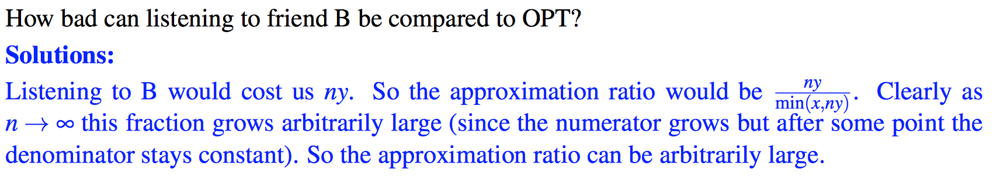 How bad can listening to friend B be compared to OPT?
Solutions:
Listening to B would cost us ny. So the approximation ratio would be \frac{ny}{min(x,ny)}. Clearly as
n → ∞ this fraction grows arbitrarily large (since the numerator grows but after some point the
denominator stays constant). So the approximation ratio can be arbitrarily large.